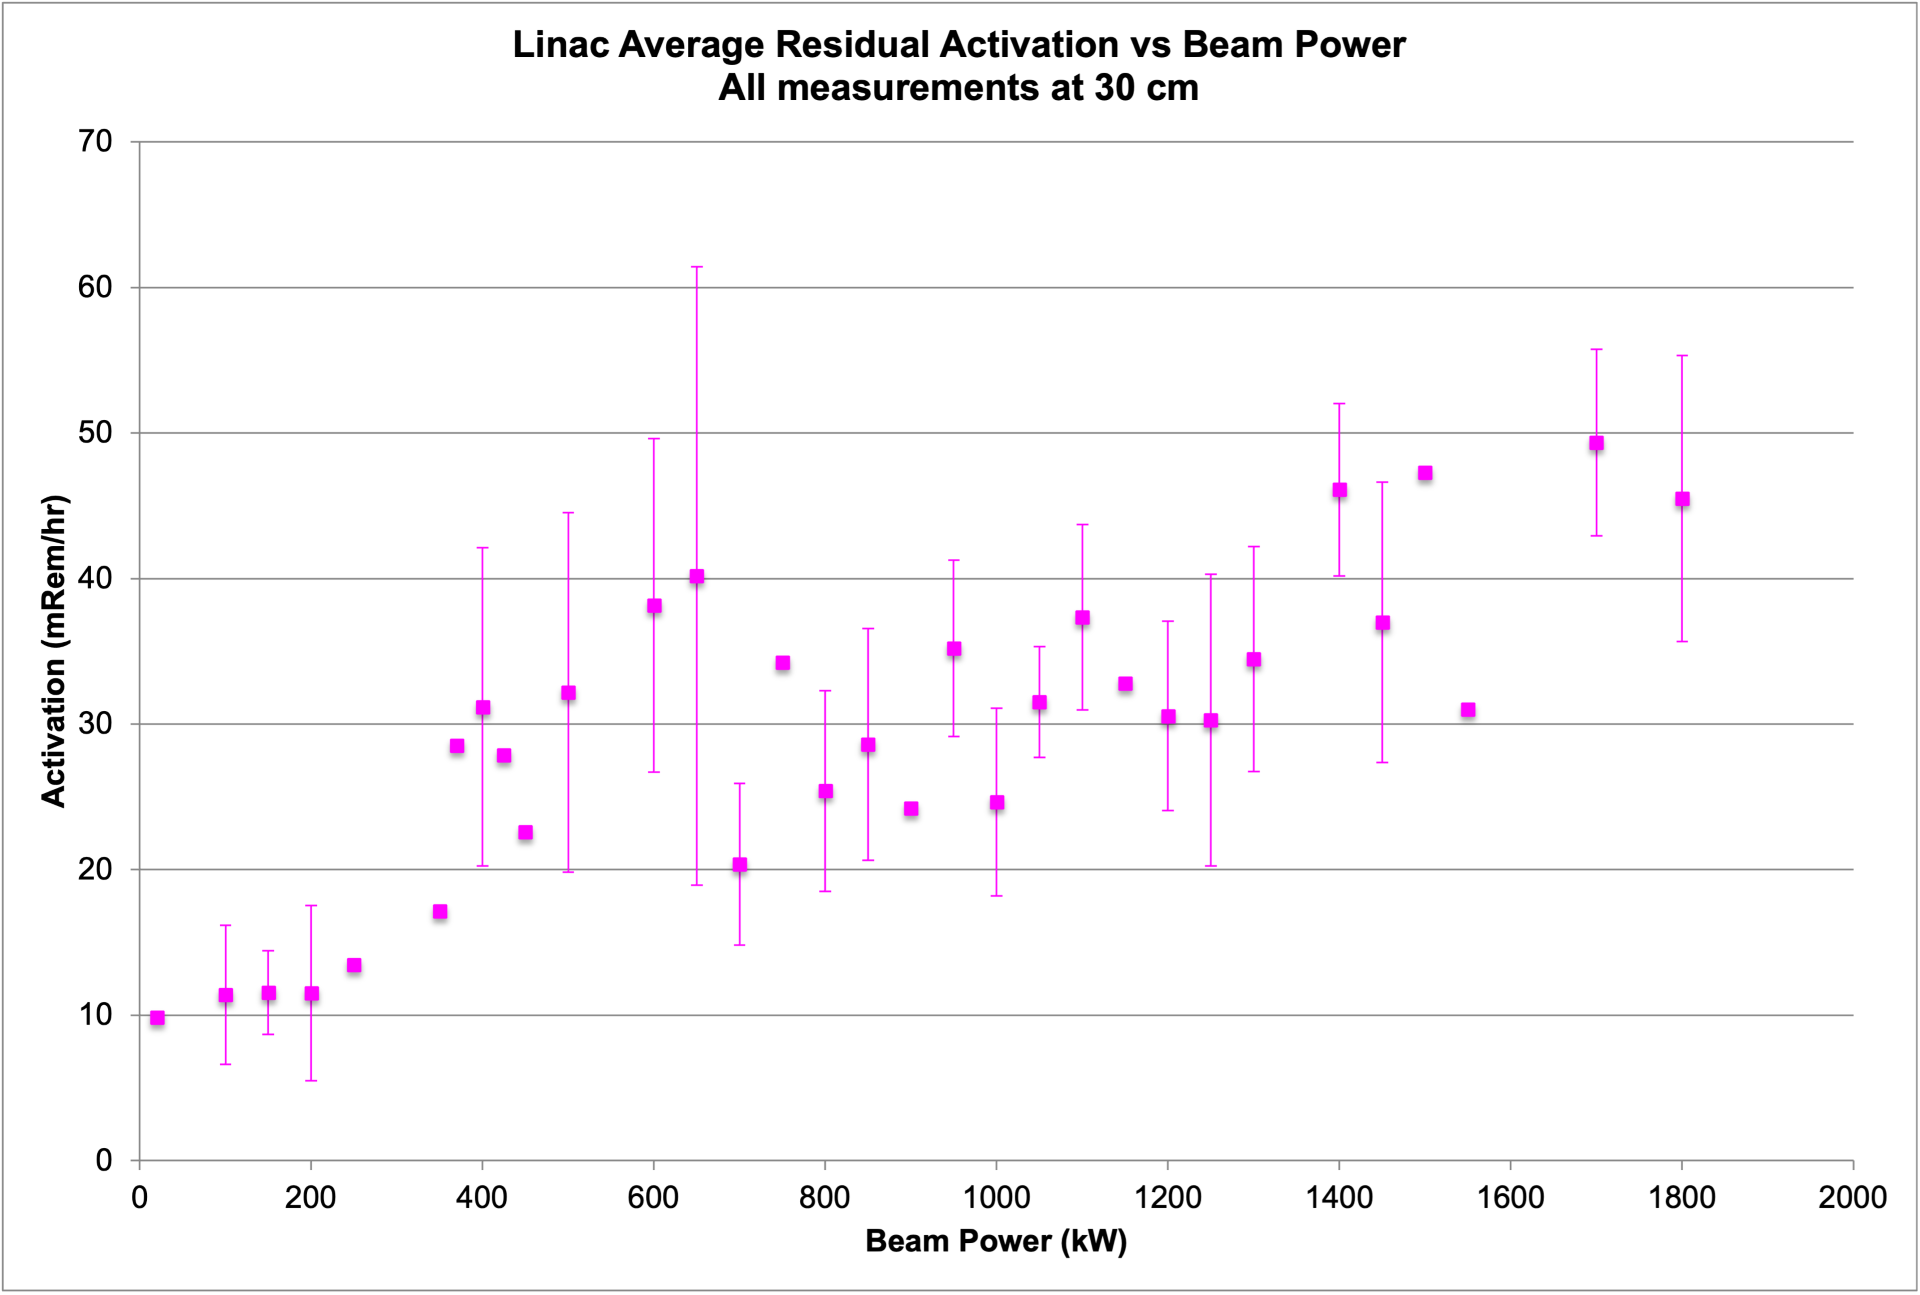 Linac Average Residual Activation vs Beam Power
All measurements at 30 cm
70
60
50
40
30
20
10
0
Activation (mRem/hr)
0 200 400 600 800 1000 1200 1400 1600 1800 2000
Beam Power (kW)